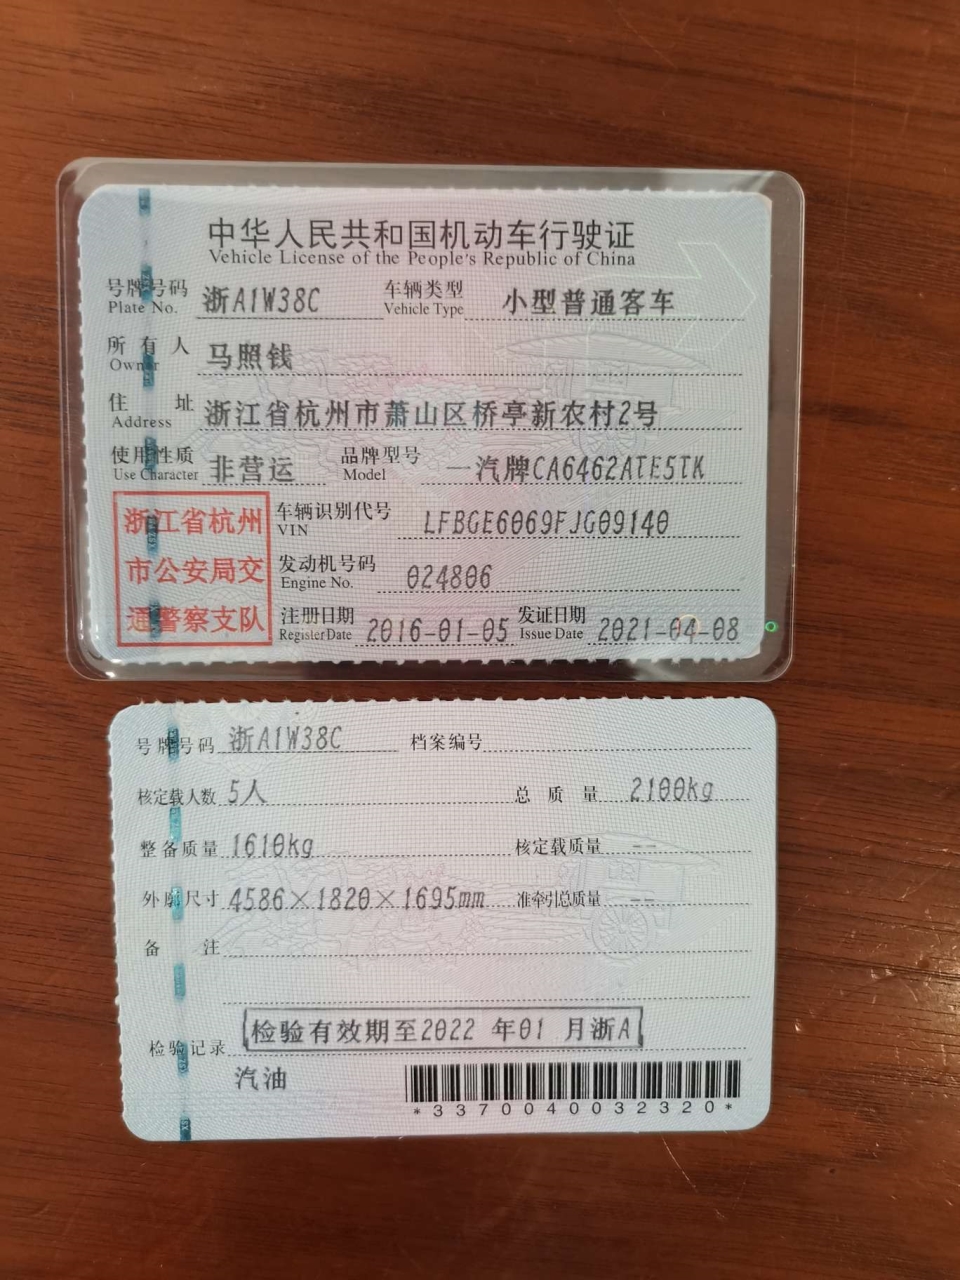 中华人民共和国机动车行驶证
Vehicle License of the People's Republic of China
号牌号码 浙A1W38C 车辆类型 小型普通客车
Plate No. Vehicle Type
所有人 马照钱
Owner
住址 浙江省杭州市萧山区桥亭新农村2号
Address
使用性质 非营运 品牌型号 一汽牌CA6462ATE5TK
Use Character Model
浙江省杭州
市公安局交
通警察支队
车辆识别代号 LFBGE6069FJG09140
VIN
发动机号码 024806
Engine No.
注册日期 2016-01-05 发证日期 2021-04-08
Register Date Issue Date
号牌号码 浙A1W38C 档案编号
核定载人数 5人 总质量 2100kg
整备质量 1610kg 核定载质量 --
外廓尺寸 4586×1820×1695mm 准牵引总质量 --
备注
检验记录 检验有效期至2022 年01 月浙A
汽油
*3370040032320*